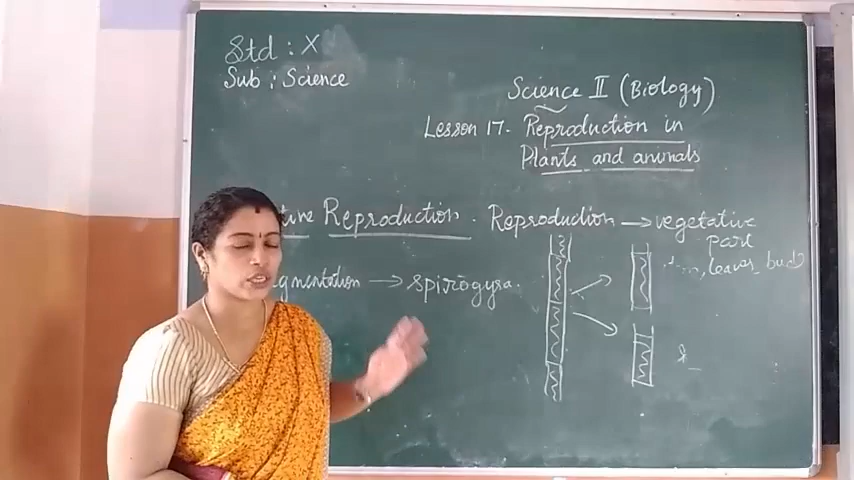 Std : X
Sub : Science
Science II (Biology)
Lesson 17. Reproduction in
Plants and animals
tive Reproduction. Reproduction → vegetative
part
leaves, bud
gmentation → spirogyra.